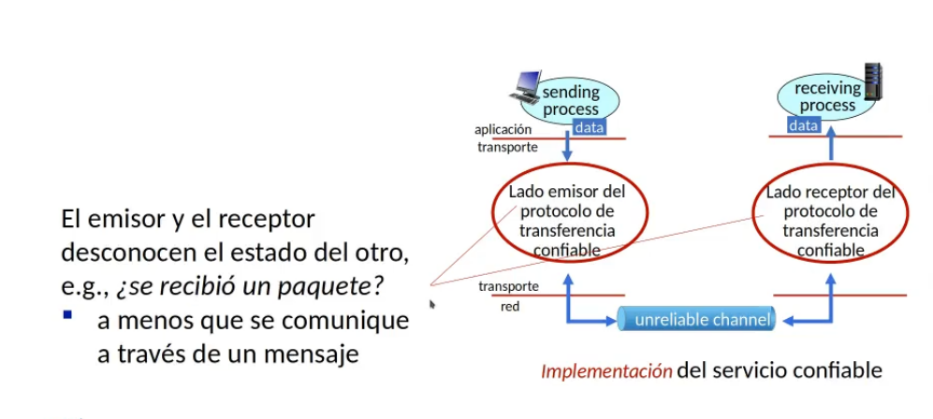 El emisor y el receptor
desconocen el estado del otro,
e.g., ¿se recibió un paquete?
a menos que se comunique
a través de un mensaje
sending
process
data
aplicación
transporte
Lado emisor del
protocolo de
transferencia
confiable
transporte
red
receiving
process
data
Lado receptor del
protocolo de
transferencia
confiable
unreliable channel
Implementación del servicio confiable